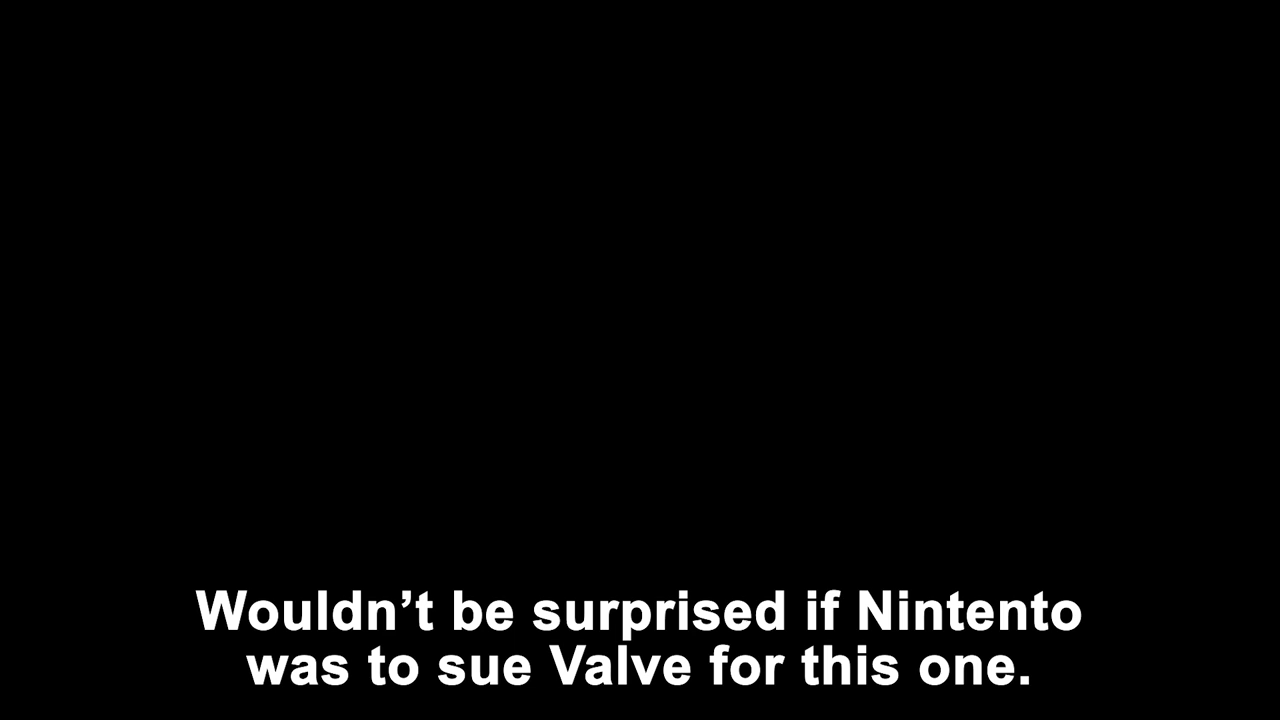 Wouldn’t be surprised if Nintento
was to sue Valve for this one.